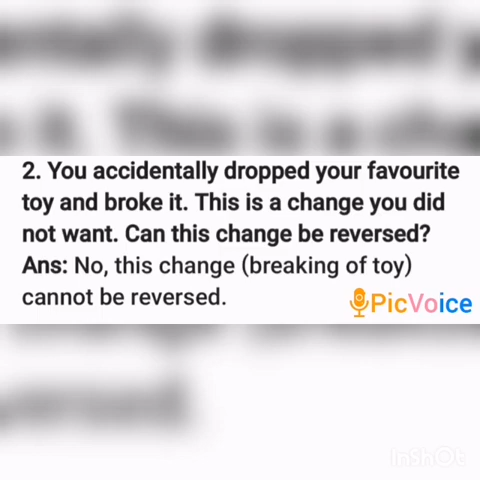 2. You accidentally dropped your favourite
toy and broke it. This is a change you did
not want. Can this change be reversed?
Ans: No, this change (breaking of toy)
cannot be reversed.
PicVoice
InShOt